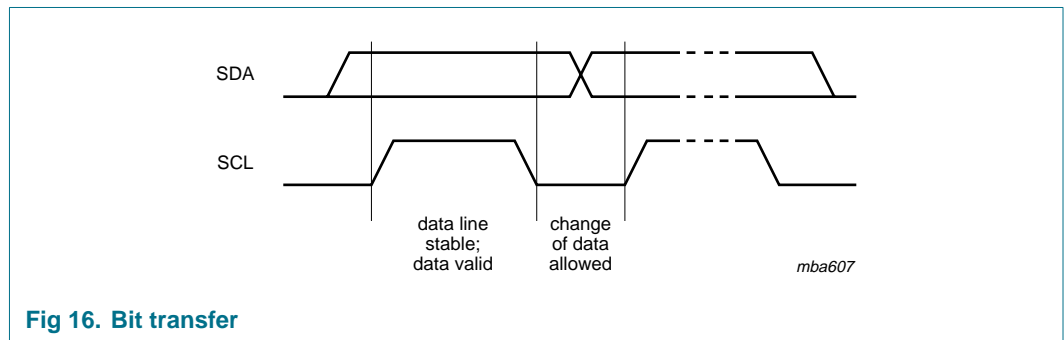 SDA
SCL
data line
stable;
data valid
change
of data
allowed
mba607
Fig 16. Bit transfer